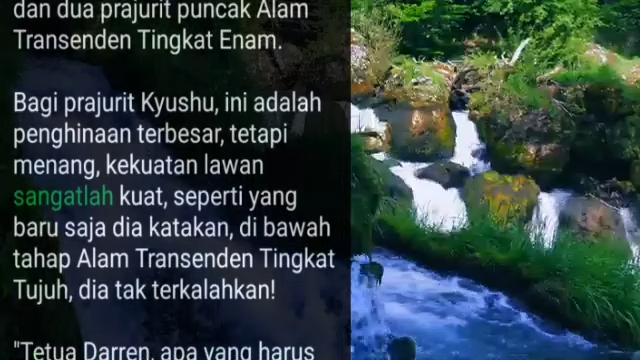 dan dua prajurit puncak Alam
Transenden Tingkat Enam.
Bagi prajurit Kyushu, ini adalah
penghinaan terbesar, tetapi
menang, kekuatan lawan
sangatlah kuat, seperti yang
baru saja dia katakan, di bawah
tahap Alam Transenden Tingkat
Tujuh, dia tak terkalahkan!
"Tetua Darren, apa yang harus